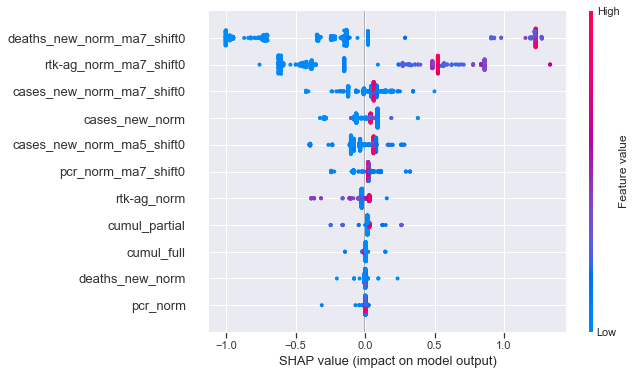 High
deaths_new_norm_ma7_shift0
rtk-ag_norm_ma7_shift0
cases_new_norm_ma7_shift0
cases_new_norm
cases_new_norm_ma5_shift0
pcr_norm_ma7_shift0
rtk-ag_norm
cumul_partial
cumul_full
deaths_new_norm
pcr_norm
Feature value
Low
−1.0 −0.5 0.0 0.5 1.0
SHAP value (impact on model output)